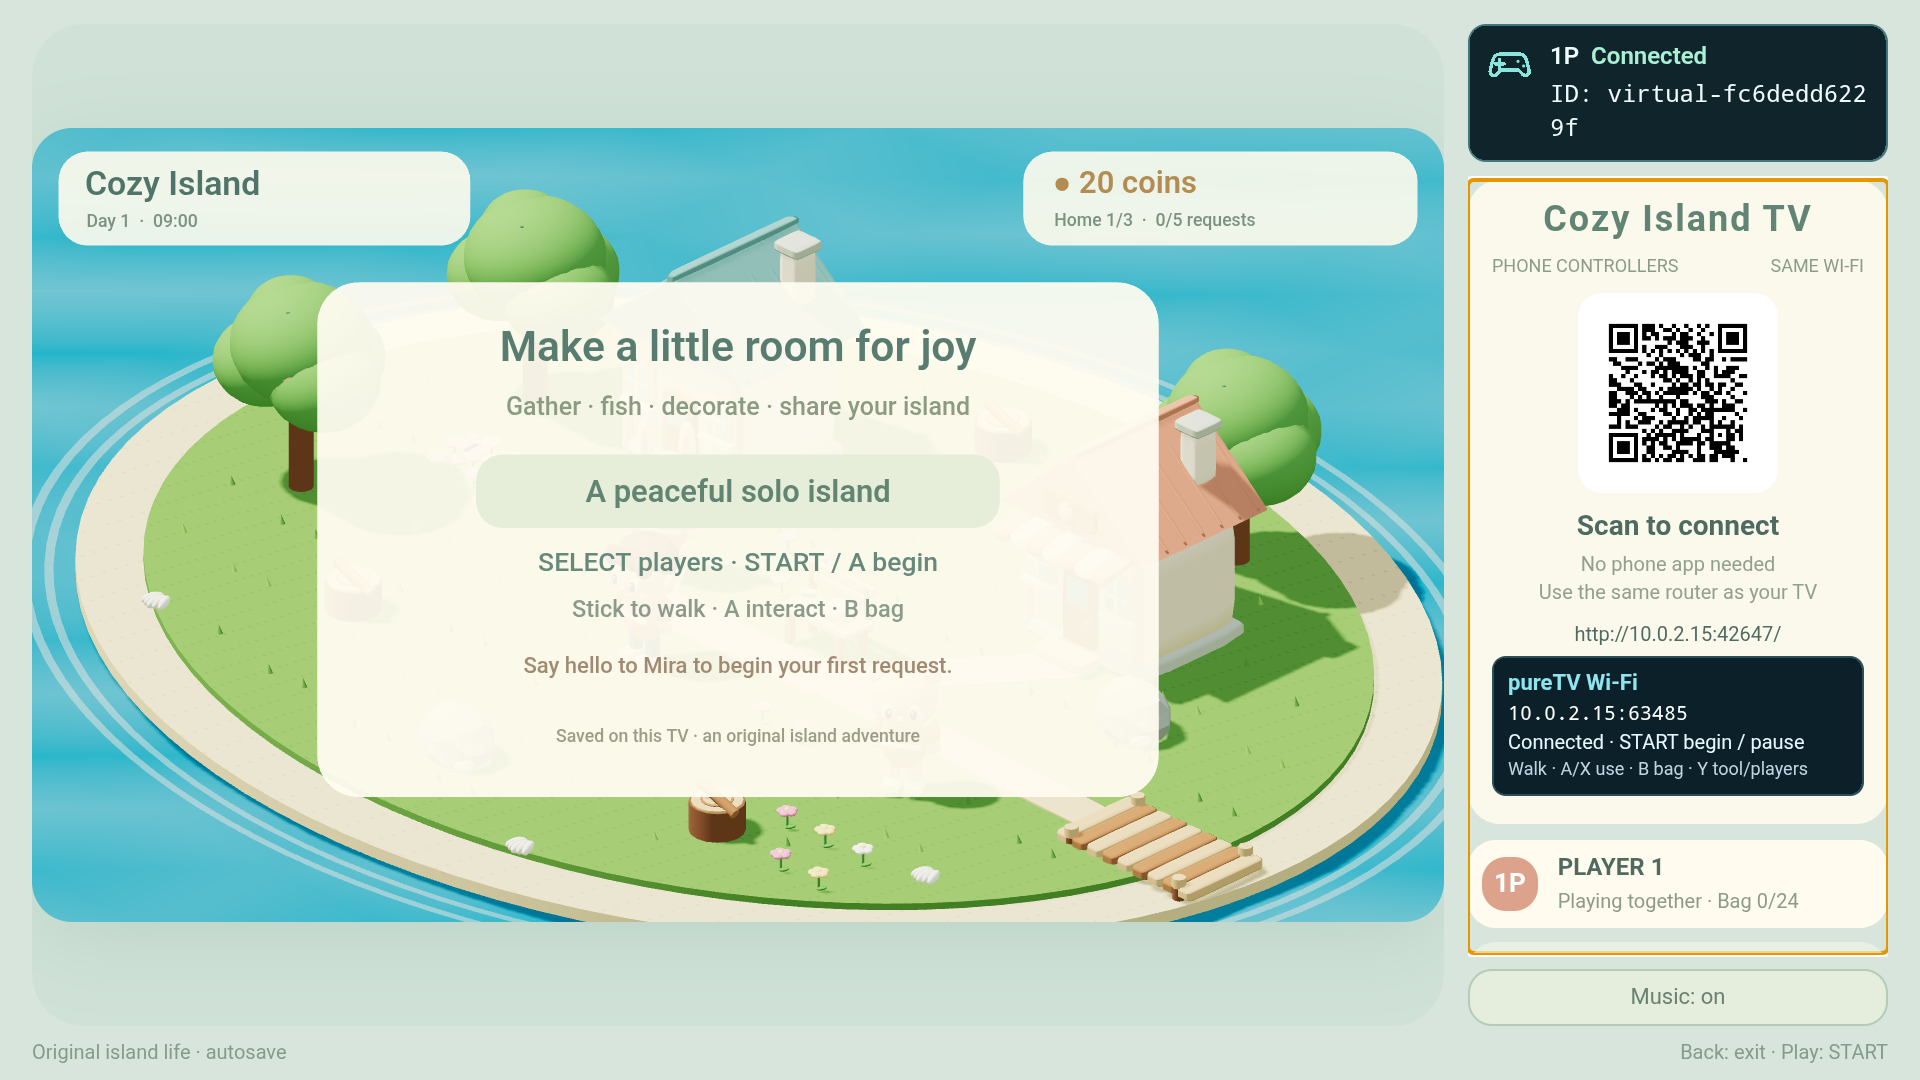 Cozy Island
Day 1 · 09:00
● 20 coins
Home 1/3 · 0/5 requests
Make a little room for joy
Gather · fish · decorate · share your island
A peaceful solo island
SELECT players · START / A begin
Stick to walk · A interact · B bag
Say hello to Mira to begin your first request.
Saved on this TV · an original island adventure
1P Connected
ID: virtual-fc6dedd622
9f
Cozy Island TV
PHONE CONTROLLERS
SAME WI-FI
Scan to connect
No phone app needed
Use the same router as your TV
http://10.0.2.15:42647/
pureTV Wi-Fi
10.0.2.15:63485
Connected · START begin / pause
Walk · A/X use · B bag · Y tool/players
1P
PLAYER 1
Playing together · Bag 0/24
Music: on
Original island life · autosave
Back: exit · Play: START